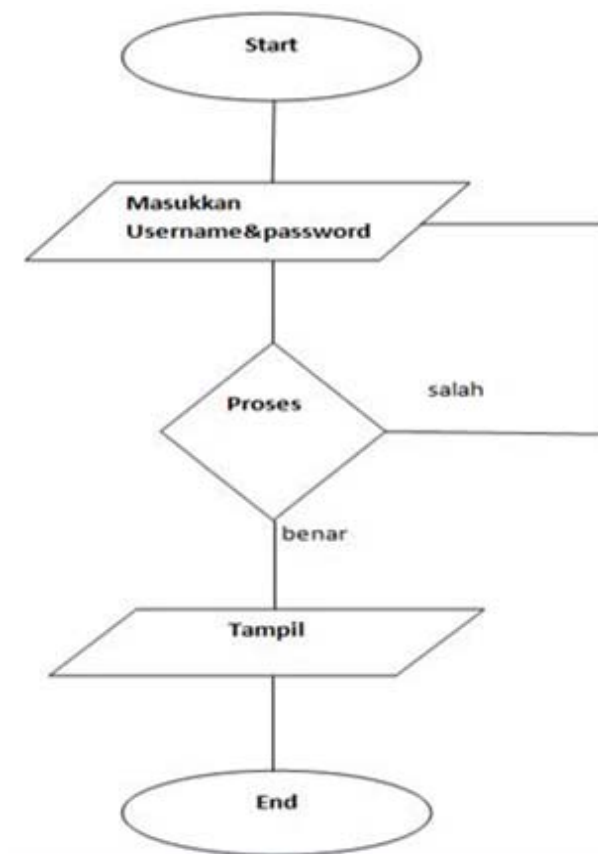 Start
Masukkan
Username&password
Proses
salah
benar
Tampil
End